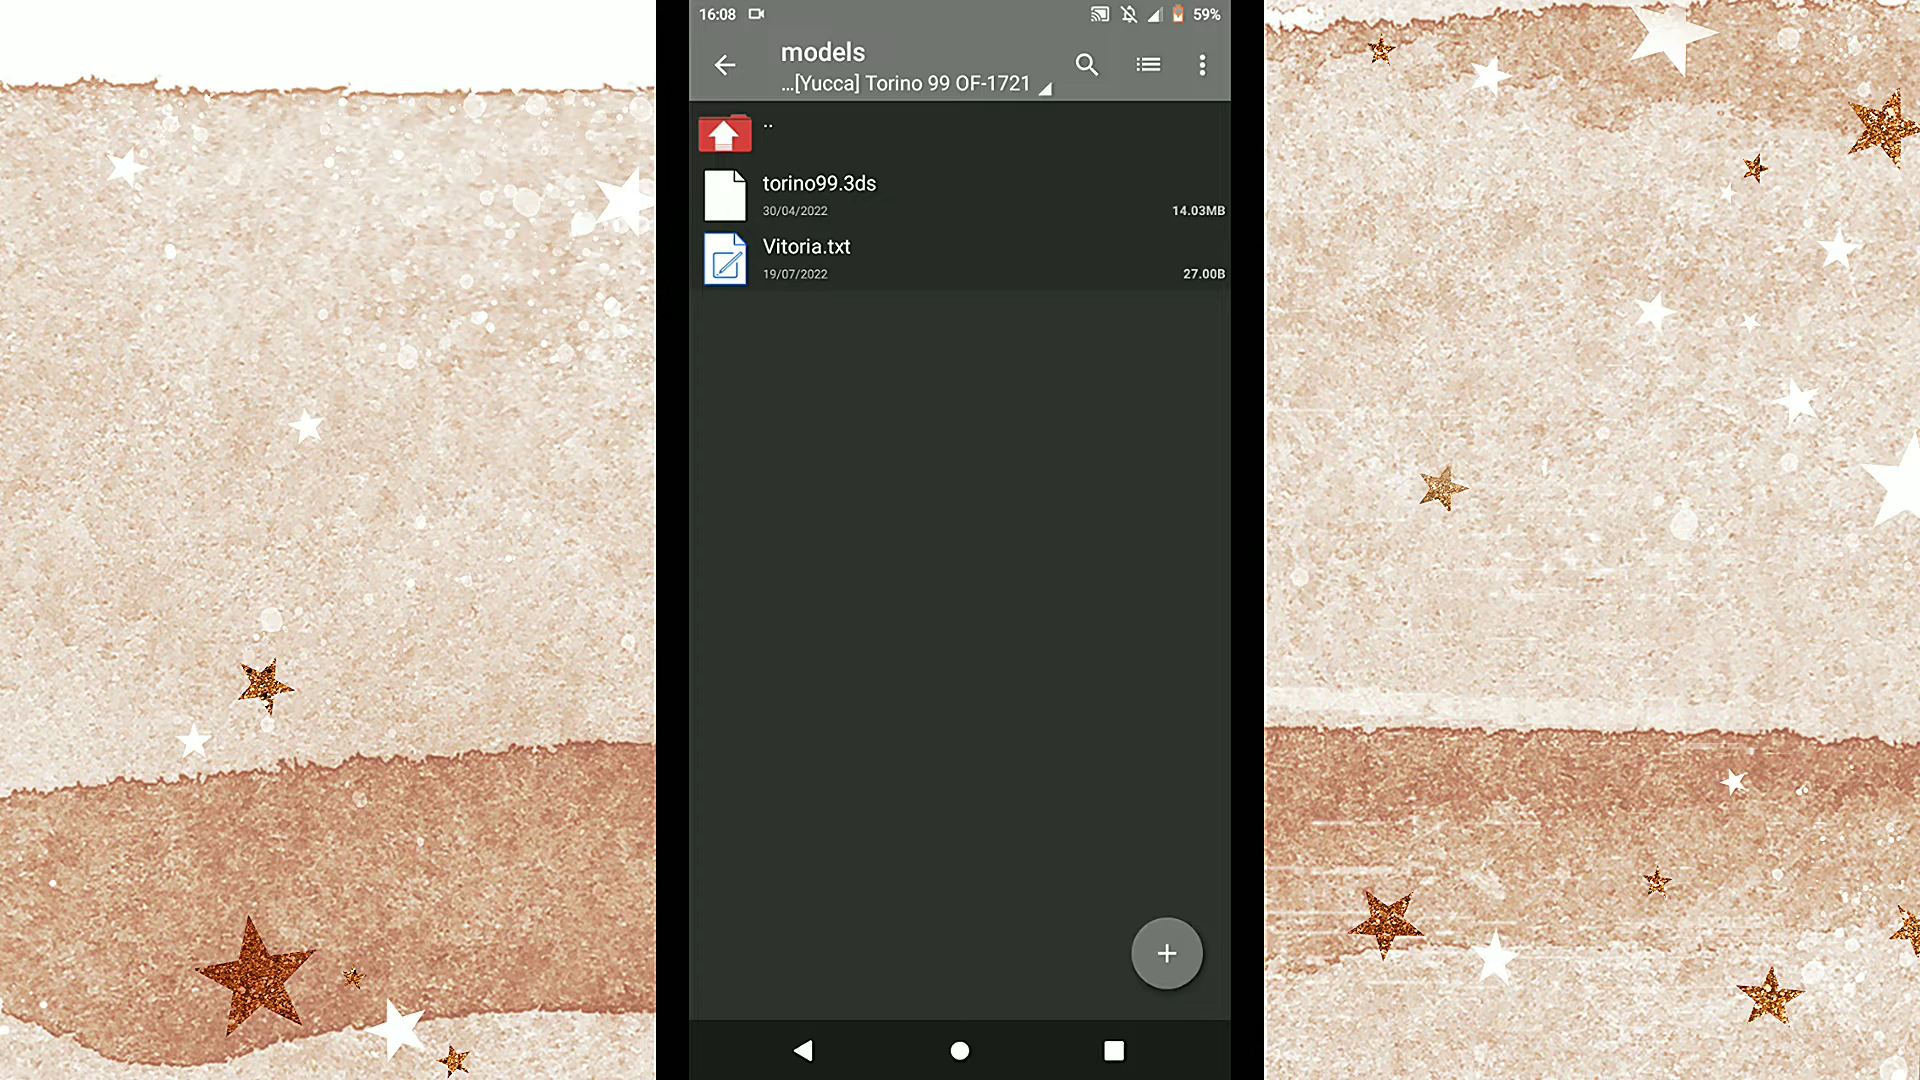 16:08
59%
models
...[Yucca] Torino 99 OF-1721
..
torino99.3ds
30/04/2022
14.03MB
Vitoria.txt
19/07/2022
27.00B